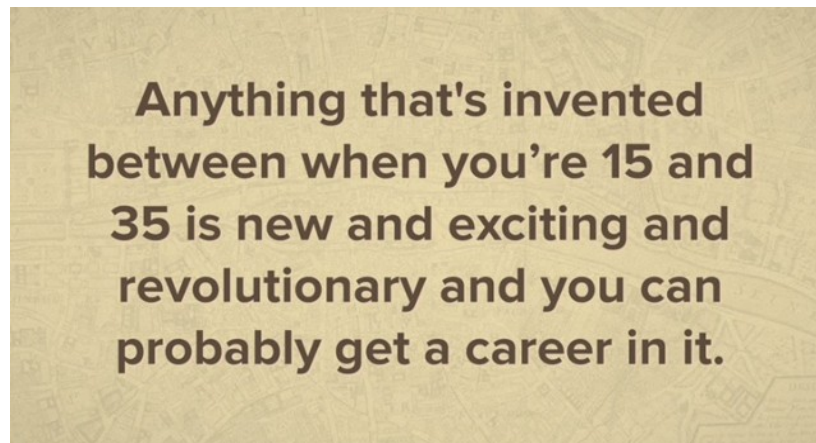 Anything that's invented
between when you’re 15 and
35 is new and exciting and
revolutionary and you can
probably get a career in it.